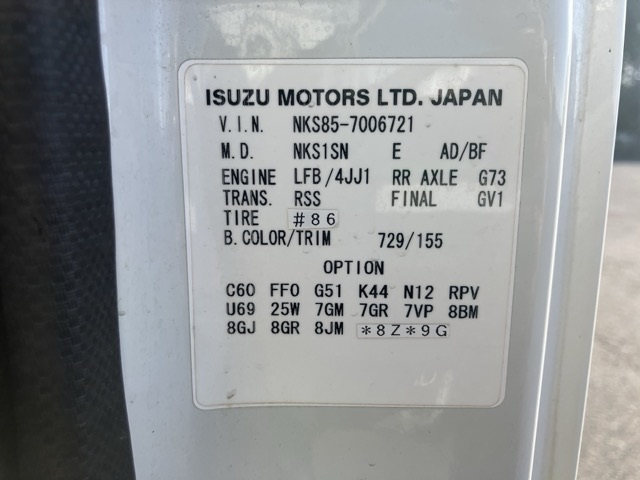 ISUZU MOTORS LTD. JAPAN
V.I.N. NKS85-7006721
M.D. NKS1SN E AD/BF
ENGINE LFB/4JJ1 RR AXLE G73
TRANS. RSS FINAL GV1
TIRE #86
B.COLOR/TRIM 729/155
OPTION
C60 FF0 G51 K44 N12 RPV
U69 25W 7GM 7GR 7VP 8BM
8GJ 8GR 8JM *8Z*9G